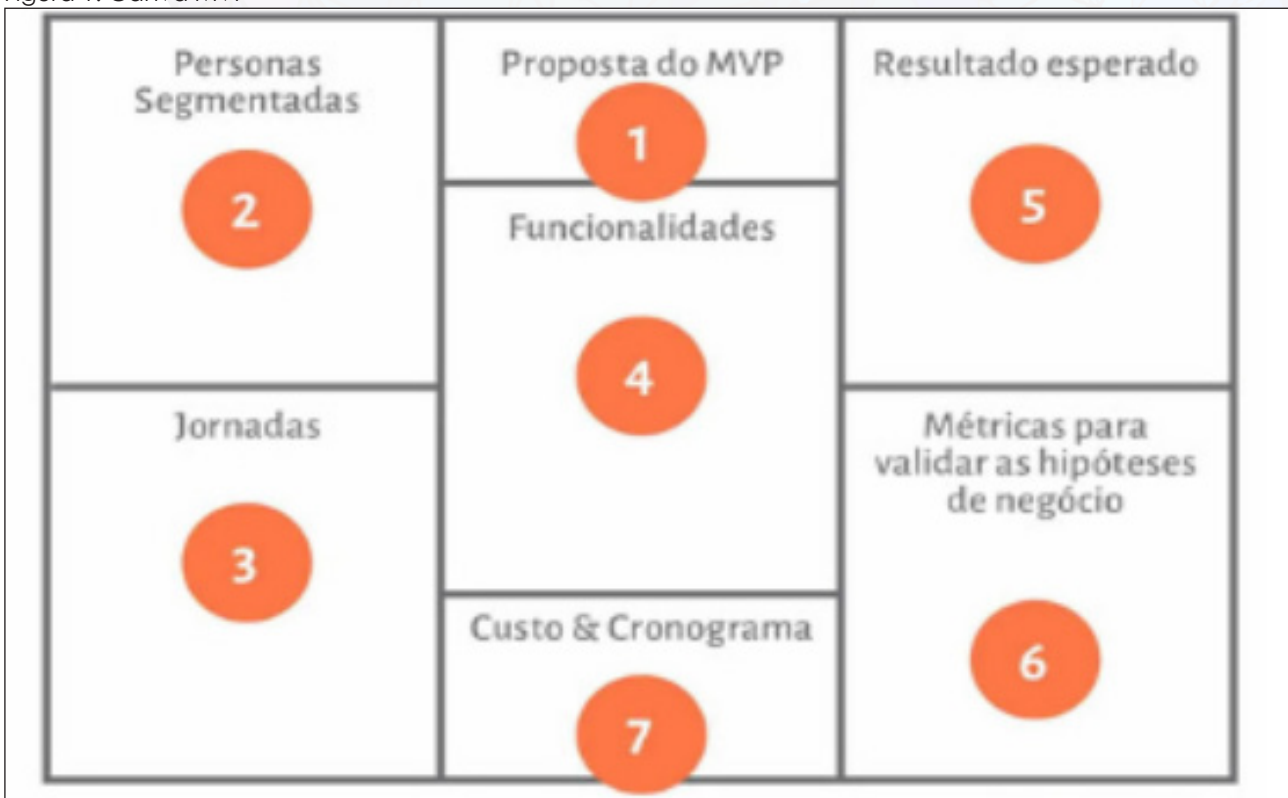 Personas
Segmentadas
2
Proposta do MVP
1
Resultado esperado
5
Funcionalidades
4
Jornadas
3
Métricas para
validar as hipóteses
de negócio
6
Custo & Cronograma
7